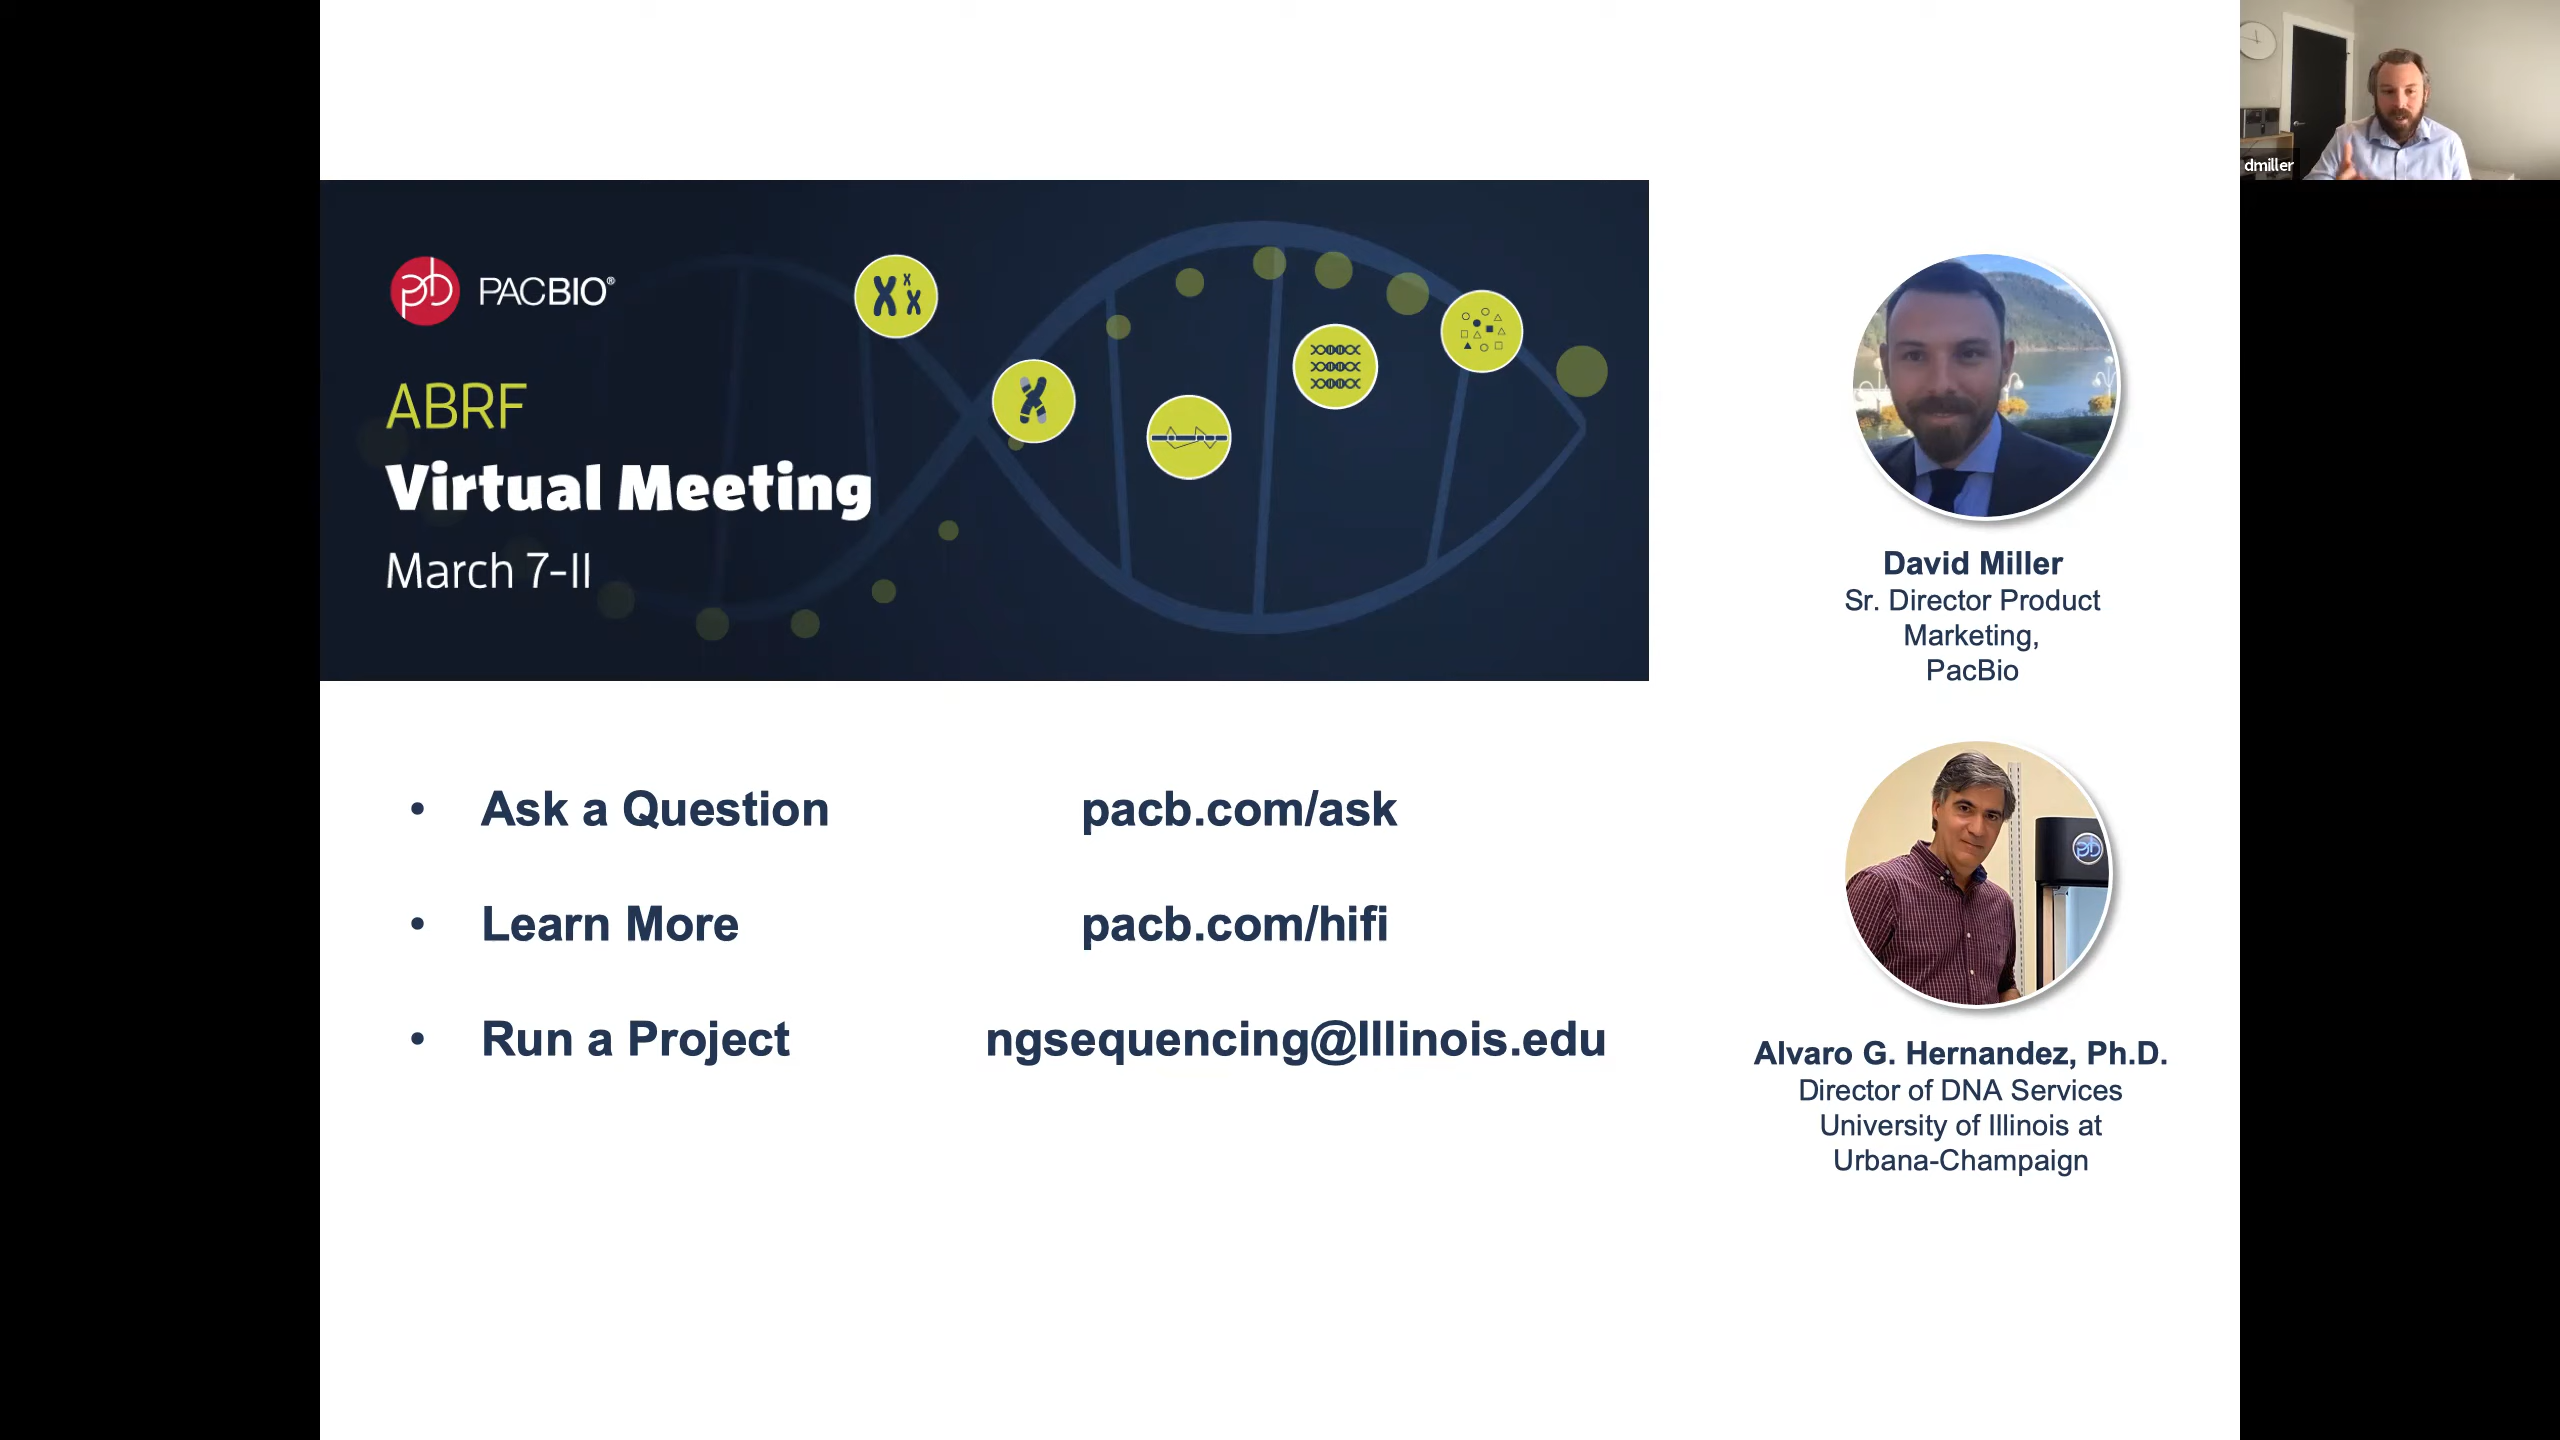 dmiller
PACBIO®
ABRF
Virtual Meeting
March 7-11
David Miller
Sr. Director Product
Marketing,
PacBio
• Ask a Question pacb.com/ask
• Learn More pacb.com/hifi
• Run a Project ngsequencing@Illinois.edu
Alvaro G. Hernandez, Ph.D.
Director of DNA Services
University of Illinois at
Urbana-Champaign